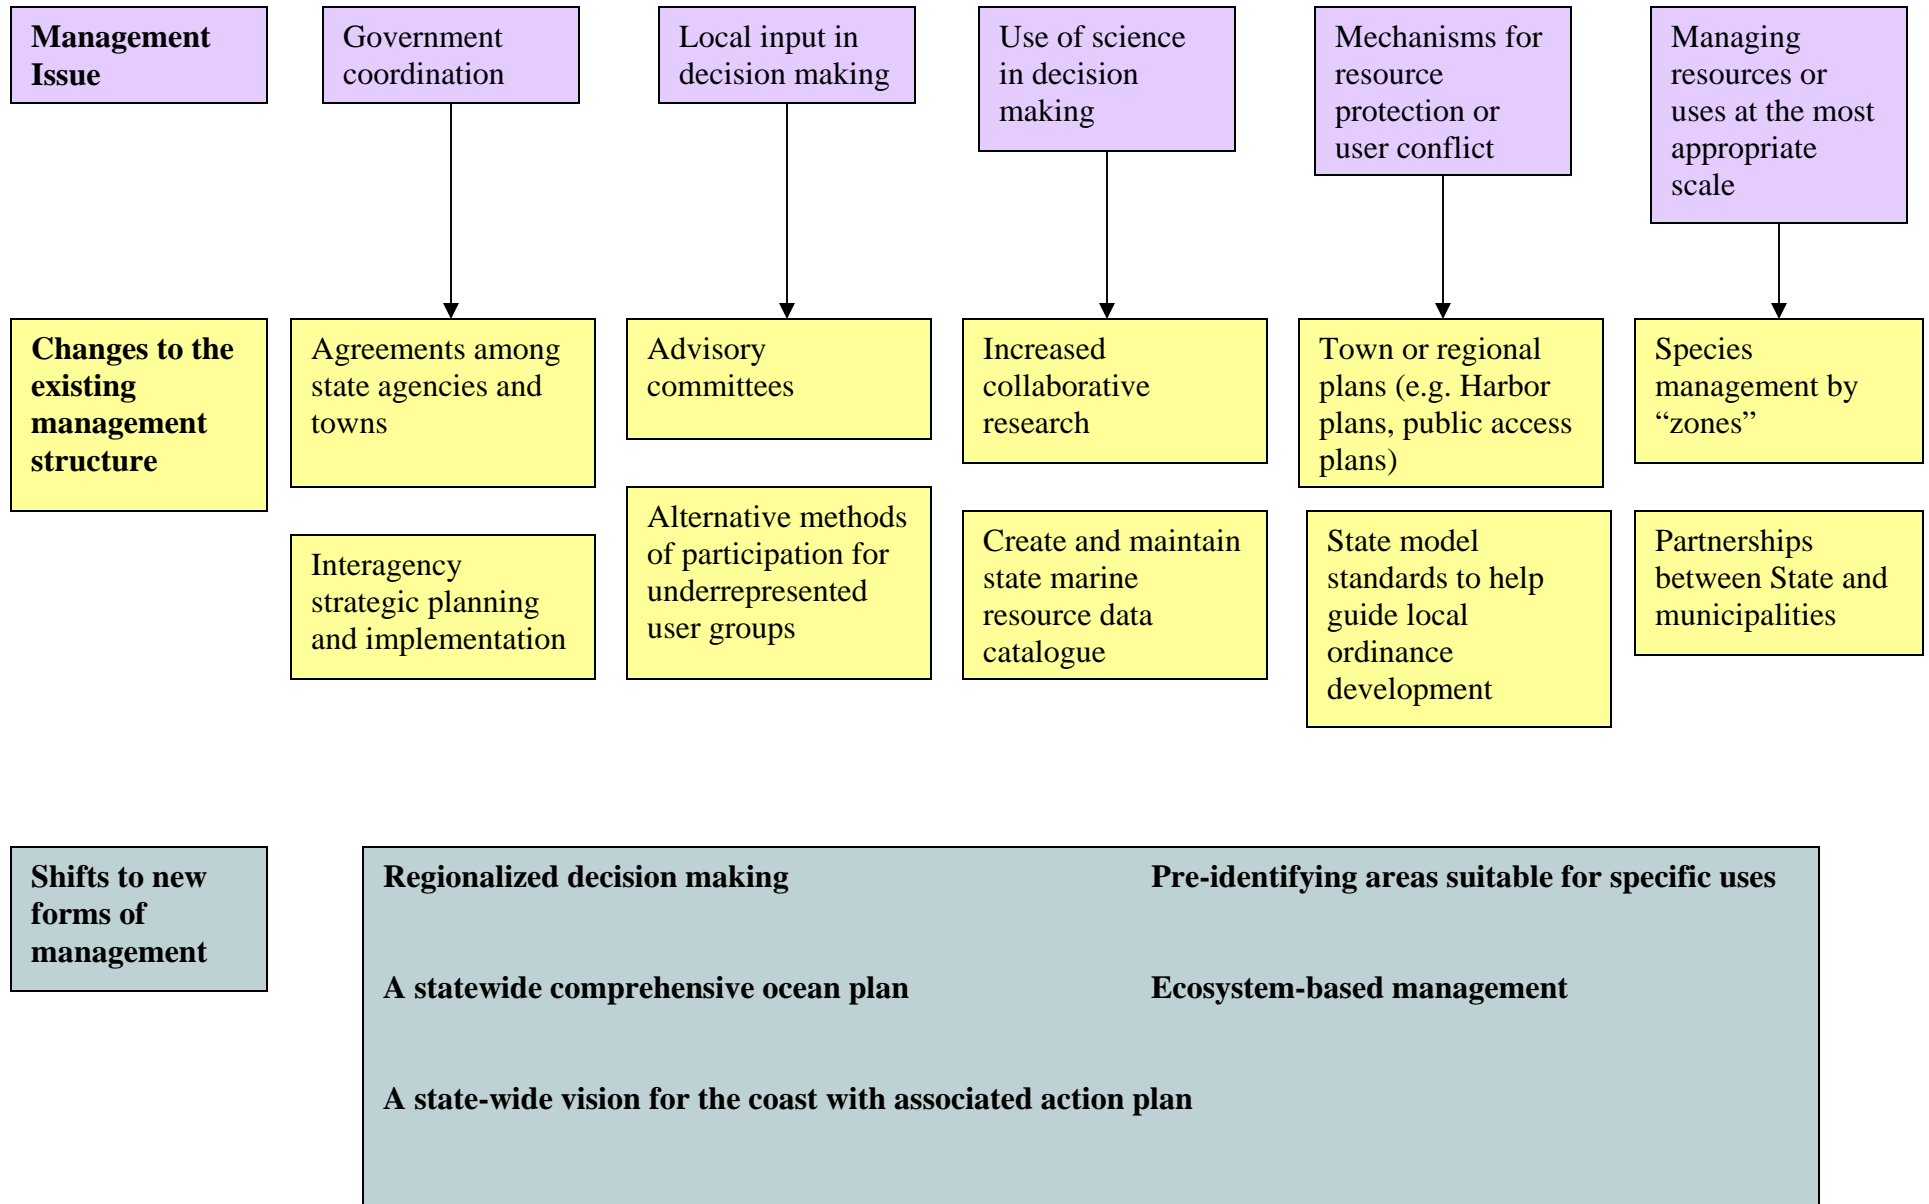 Management
Issue
Government
coordination
Local input in
decision making
Use of science
in decision
making
Mechanisms for
resource
protection or
user conflict
Managing
resources or
uses at the most
appropriate
scale
Changes to the
existing
management
structure
Agreements among
state agencies and
towns
Advisory
committees
Increased
collaborative
research
Town or regional
plans (e.g. Harbor
plans, public access
plans)
Species
management by
“zones”
Interagency
strategic planning
and implementation
Alternative methods
of participation for
underrepresented
user groups
Create and maintain
state marine
resource data
catalogue
State model
standards to help
guide local
ordinance
development
Partnerships
between State and
municipalities
Shifts to new
forms of
management
Regionalized decision making
Pre-identifying areas suitable for specific uses
A statewide comprehensive ocean plan
Ecosystem-based management
A state-wide vision for the coast with associated action plan